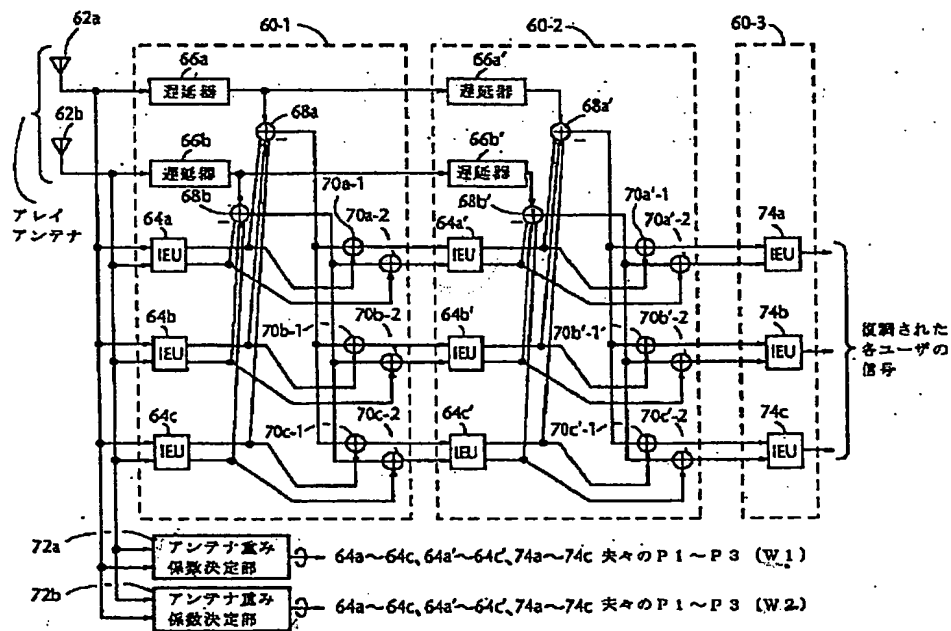 62a
60-1
60-2
60-3
66a
66a'
遅延器
遅延器
68a
68a'
62b
66b
66b'
遅延器
遅延器
70a-1
70a'-1
68b
70a-2
68b'
70a'-2
アレイ
アンテナ
64a
64a'
74a
IEU
IEU
IEU
64b
70b-1
70b-2
64b'
70b'-1
70b'-2
74b
IEU
IEU
IEU
復調された
各ユーザの
信号
64c
70c-1
70c-2
64c'
70c'-1
70c'-2
74c
IEU
IEU
IEU
72a
アンテナ重み
係数決定部
64a〜64c、64a'〜64c'、74a〜74c 夫々のP1〜P3 (W1)
72b
アンテナ重み
係数決定部
64a〜64c、64a'〜64c'、74a〜74c 夫々のP1〜P3 (W2)